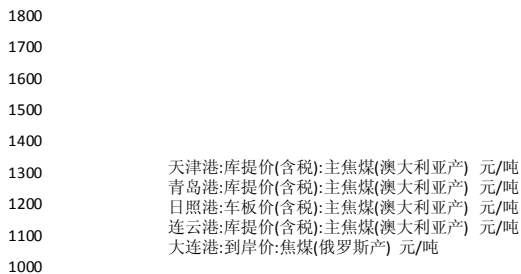 1800
1700
1600
1500
1400
1300
1200
1100
1000
天津港:库提价(含税):主焦煤(澳大利亚产) 元/吨
青岛港:库提价(含税):主焦煤(澳大利亚产) 元/吨
日照港:车板价(含税):主焦煤(澳大利亚产) 元/吨
连云港:库提价(含税):主焦煤(澳大利亚产) 元/吨
大连港:到岸价:焦煤(俄罗斯产) 元/吨